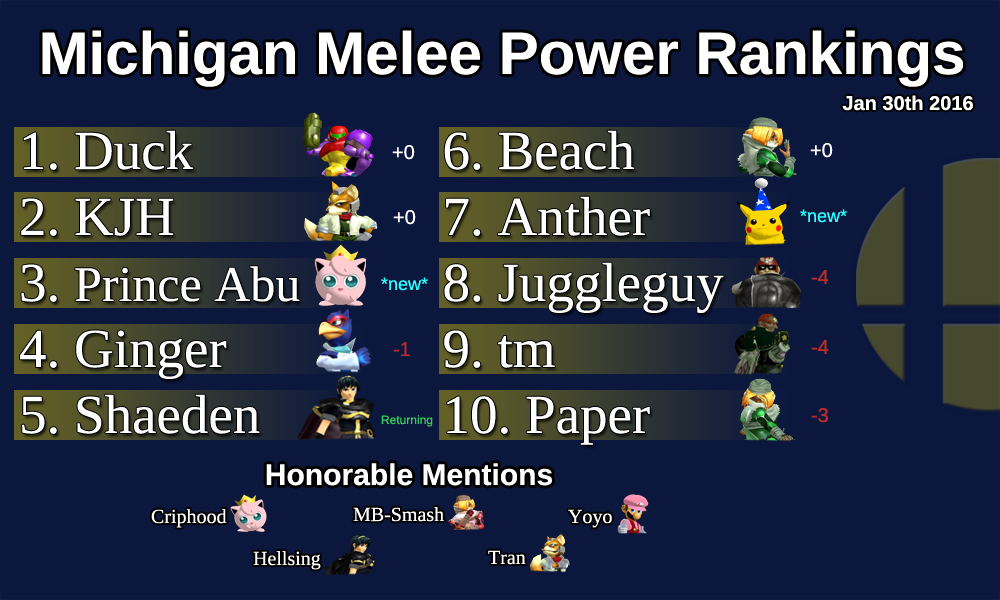 Michigan Melee Power Rankings
Jan 30th 2016
1. Duck +0
2. KJH +0
3. Prince Abu *new*
4. Ginger -1
5. Shaeden Returning
6. Beach +0
7. Anther *new*
8. Juggleguy -4
9. tm -4
10. Paper -3
Honorable Mentions
Criphood MB-Smash Yoyo
Hellsing Tran